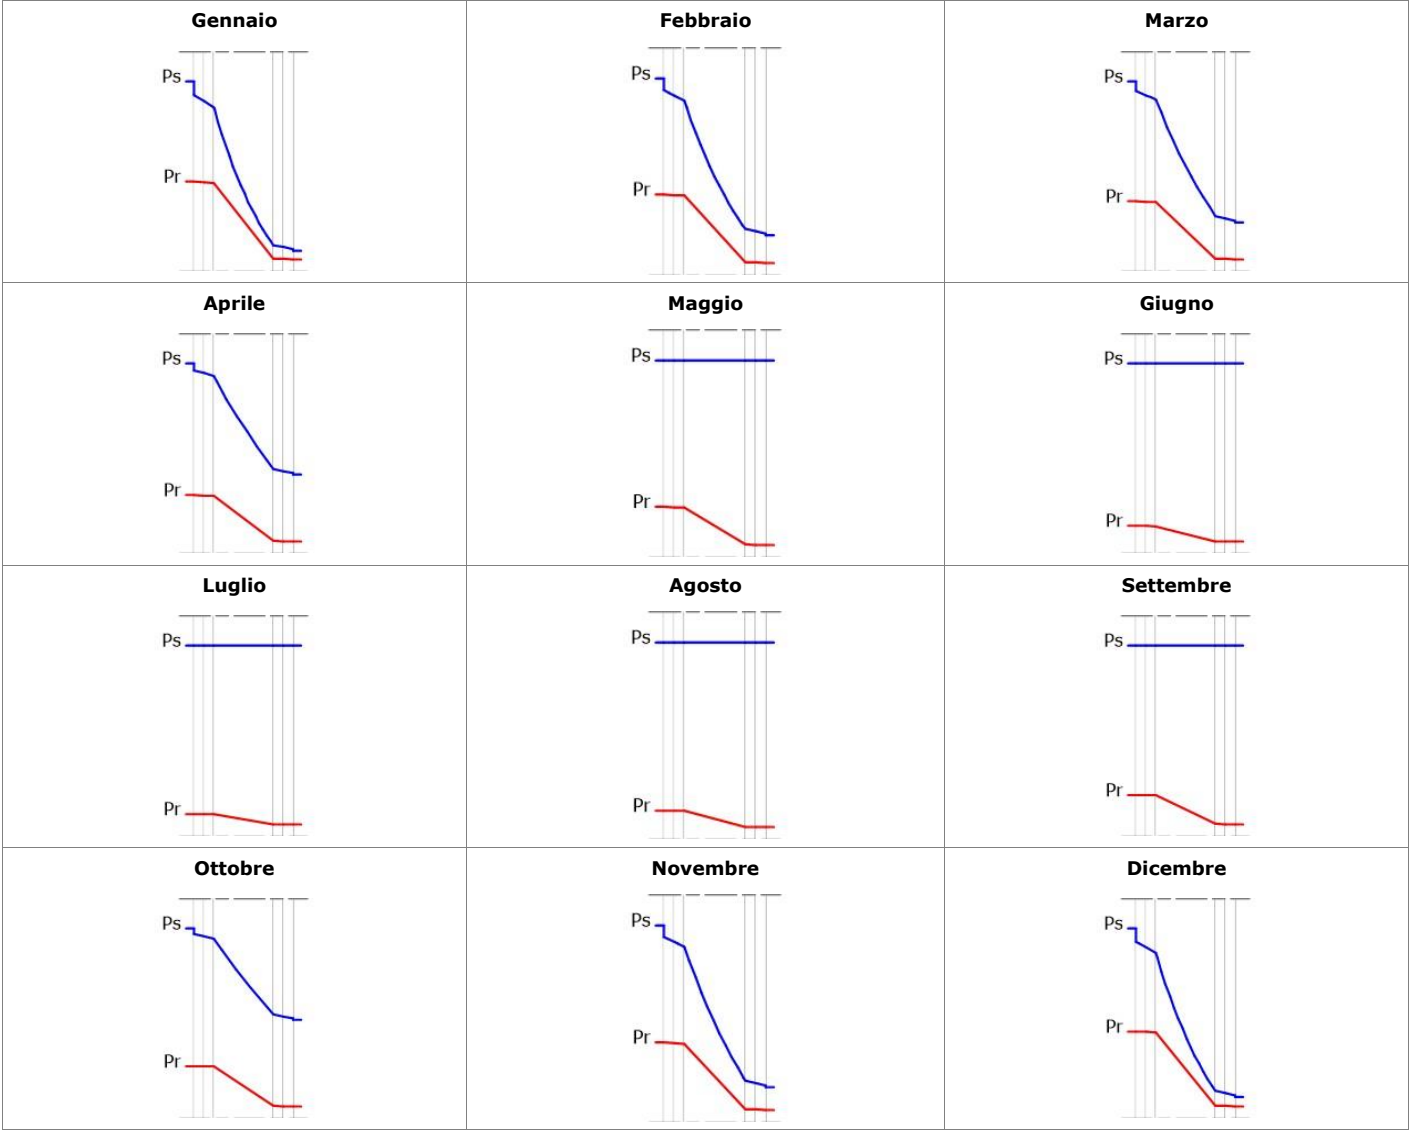 Gennaio
Febbraio
Marzo
Ps
Pr
Ps
Pr
Ps
Pr
Aprile
Maggio
Giugno
Ps
Pr
Ps
Pr
Ps
Pr
Luglio
Agosto
Settembre
Ps
Pr
Ps
Pr
Ps
Pr
Ottobre
Novembre
Dicembre
Ps
Pr
Ps
Pr
Ps
Pr